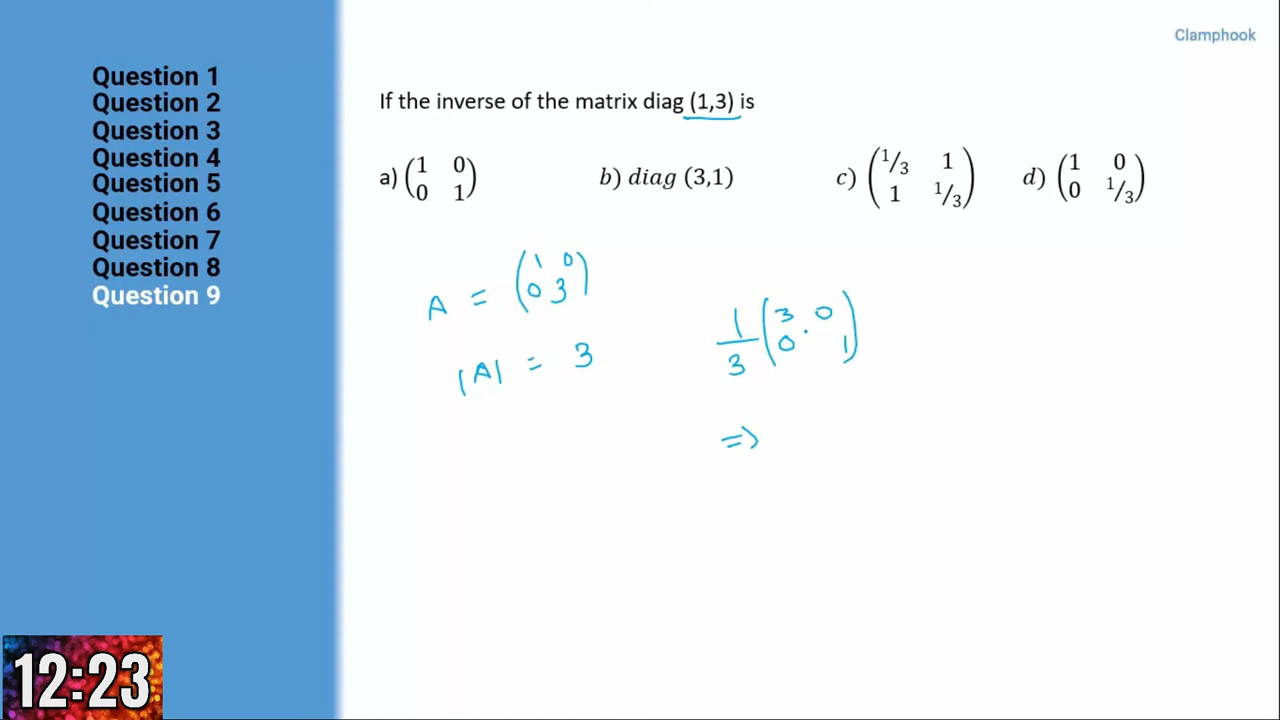 Clamphook
Question 1
Question 2
Question 3
Question 4
Question 5
Question 6
Question 7
Question 8
Question 9
If the inverse of the matrix diag (1,3) is
a) (1 0
0 1)
b) diag (3,1)
c) (1/3 1
1 1/3)
d) (1 0
0 1/3)
A = (1 0
0 3)
|A| = 3
1/3 (3 0
0 · 1)
=>
12:23